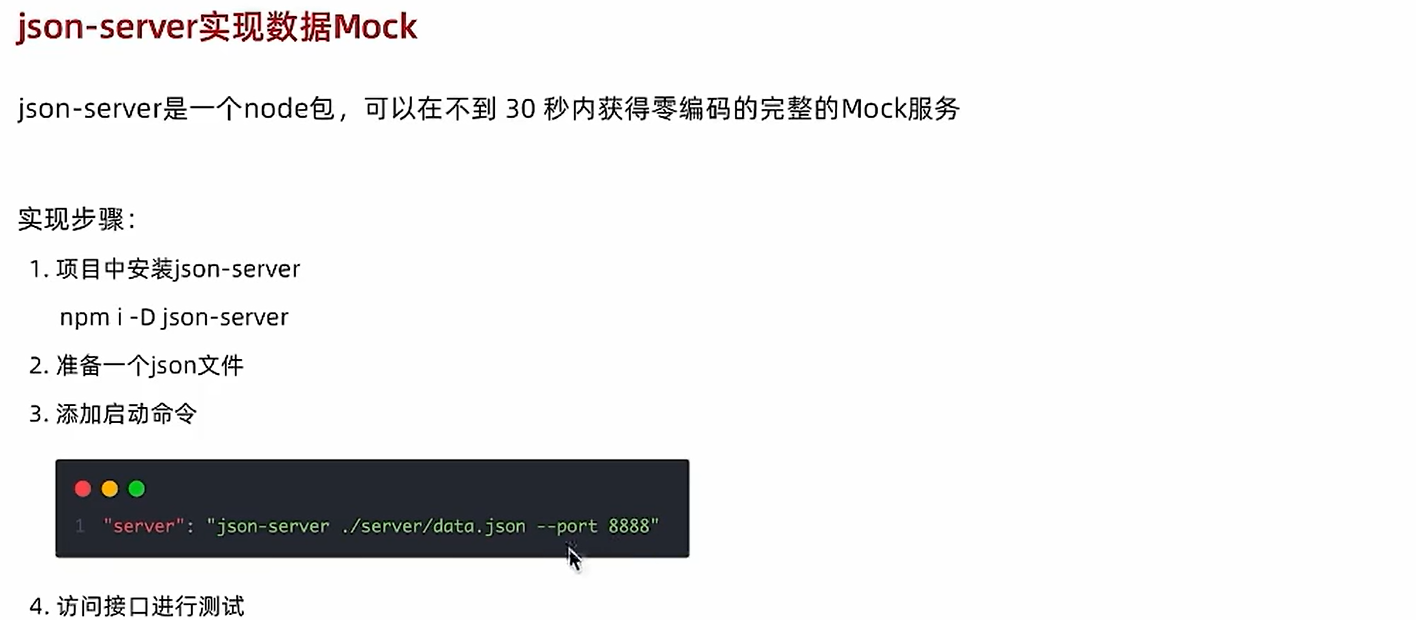 json-server实现数据Mock
json-server是一个node包，可以在不到 30 秒内获得零编码的完整的Mock服务
实现步骤：
1. 项目中安装json-server
npm i -D json-server
2. 准备一个json文件
3. 添加启动命令
1 "server": "json-server ./server/data.json --port 8888"
4. 访问接口进行测试